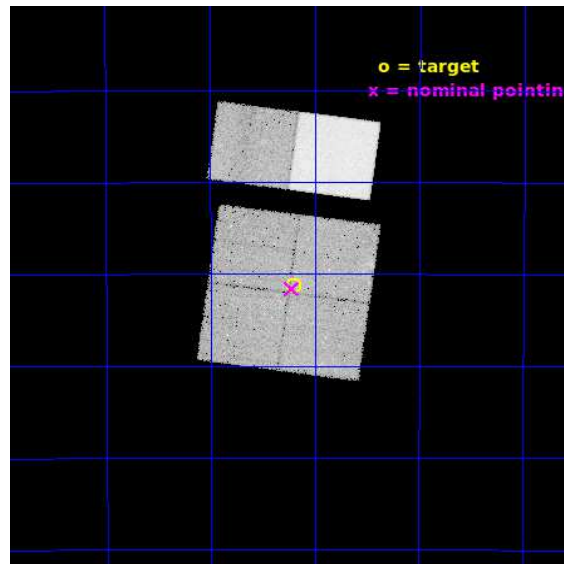 o = target
x = nominal pointin